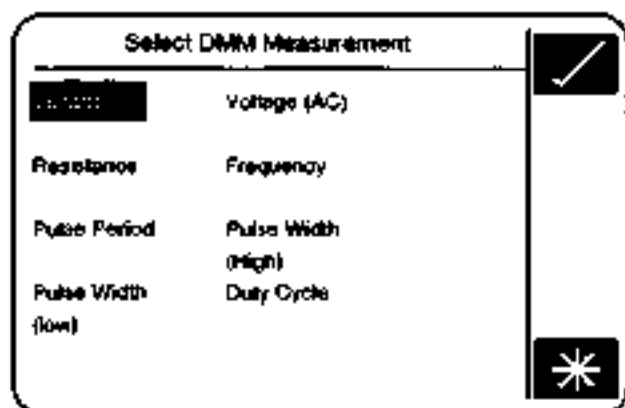 Select DMM Measurement
Voltage (AC)
Resistance
Frequency
Pulse Period
Pulse Width
(High)
Pulse Width
(low)
Duty Cycle